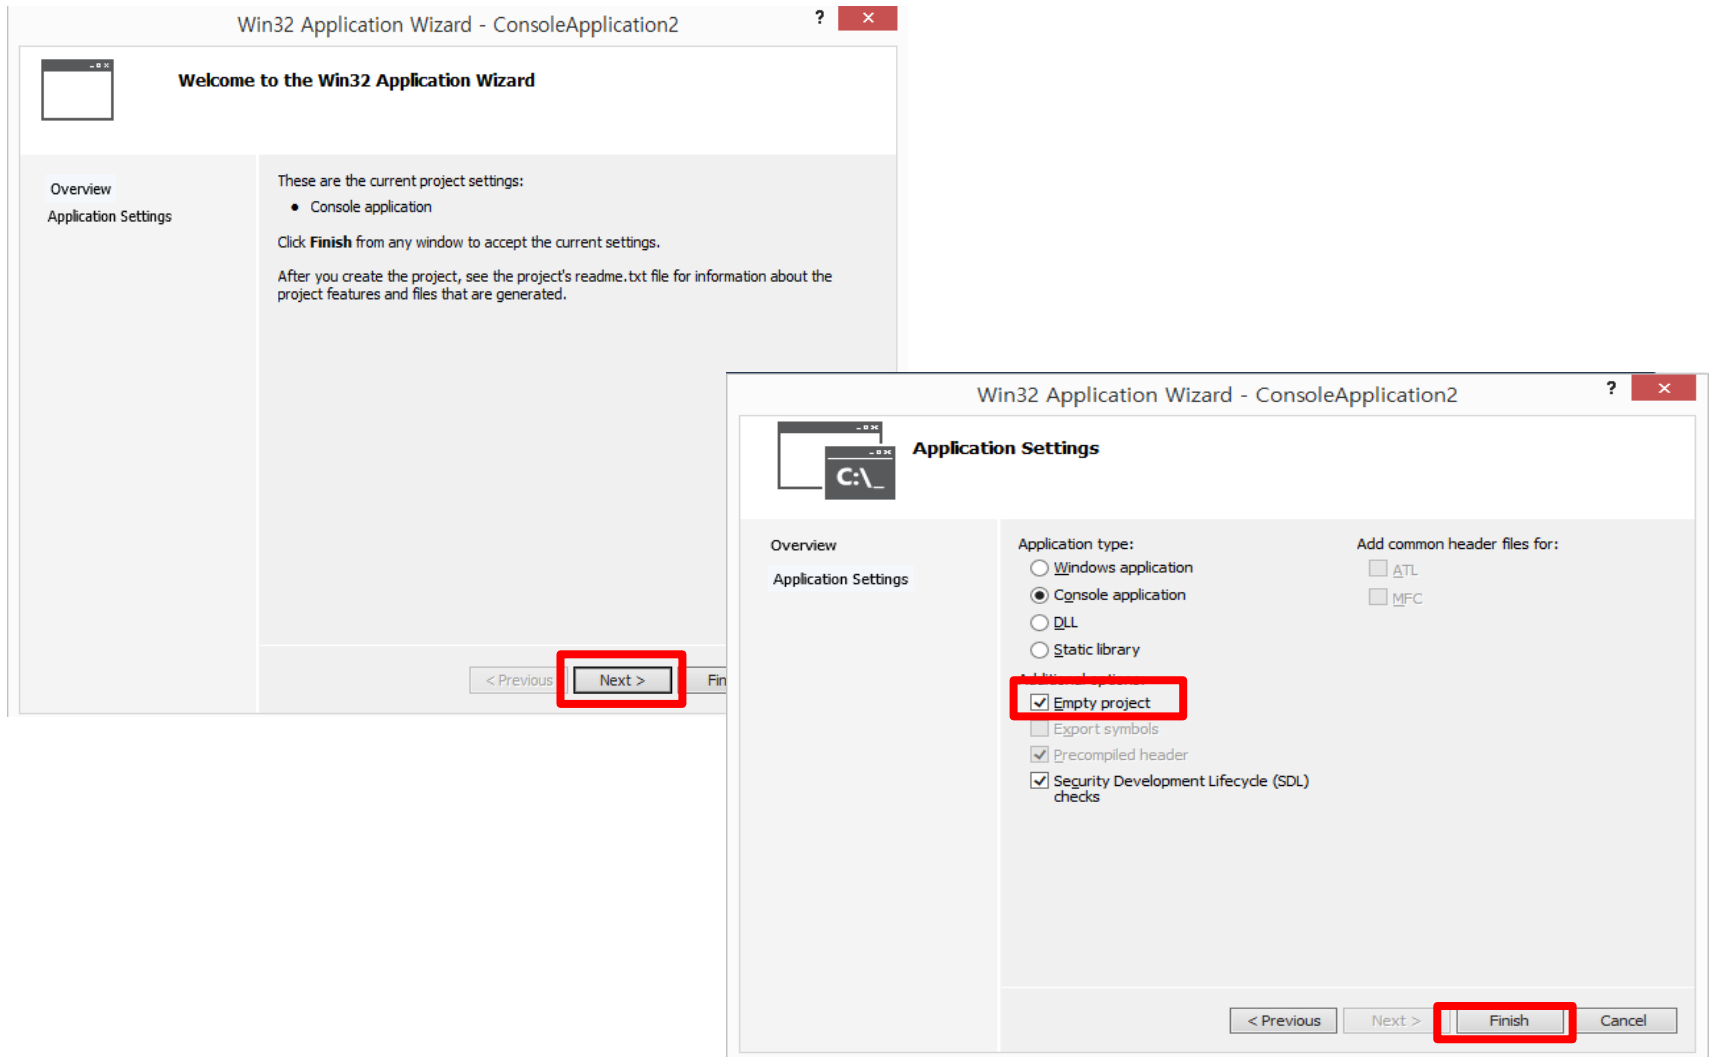 Win32 Application Wizard - ConsoleApplication2
?
Welcome to the Win32 Application Wizard
Overview
Application Settings
These are the current project settings:
• Console application
Click Finish from any window to accept the current settings.
After you create the project, see the project's readme.txt file for information about the
project features and files that are generated.
< Previous
Next >
Fin
Win32 Application Wizard - ConsoleApplication2
?
C:\_
Application Settings
Overview
Application Settings
Application type:
Windows application
Console application
DLL
Static library
Additional options:
Empty project
Export symbols
Precompiled header
Security Development Lifecycle (SDL)
checks
Add common header files for:
ATL
MFC
< Previous
Next >
Finish
Cancel